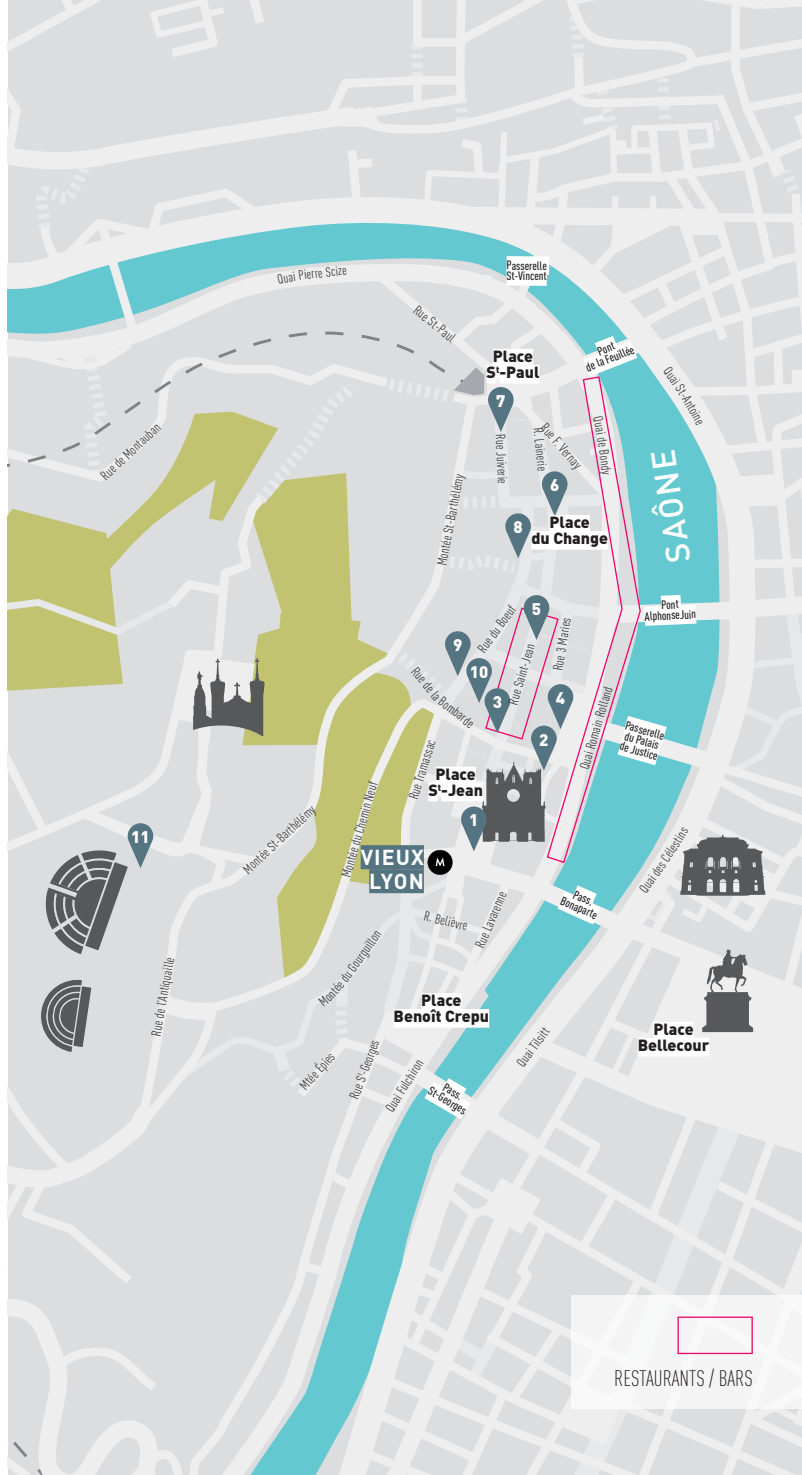 Quai Pierre Scize
Passerelle
St-Vincent
Rue St-Paul
Pont
de la Feuillée
Place
St-Paul
Quai St-Antoine
7
Rue de Montauban
Rue Juiverie
R. Lainerie
Rue F. Vernay
Quai de Bondy
SAÔNE
Montée St-Barthélémy
6
8
Place
du Change
5
Pont
AlphonseJuin
Rue du Boeuf
Rue 3 Maries
9
10
Rue Saint-Jean
Rue de la Bombarde
3
4
Quai Romain Rolland
2
Passerelle
du Palais
de Justice
Rue Tramassac
Place
St-Jean
1
11
Montée St-Barthélémy
Montée du Chemin Neuf
VIEUX
LYON
M
Quai des Célestins
Pass.
Bonaparte
R. Belièvre
Rue Lavarenne
Montée du Gourguillon
Rue de l'Antiquaille
Place
Benoît Crepu
Place
Bellecour
Quai Tilsitt
Mtée Épies
Rue St-Georges
Quai Fulchiron
Pass.
St-Georges
RESTAURANTS / BARS